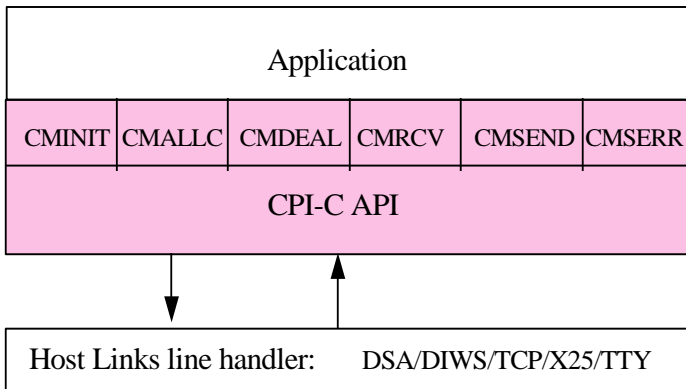 Application
CMINIT CMALLC CMDEAL CMRCV CMSEND CMSERR
CPI-C API
Host Links line handler: DSA/DIWS/TCP/X25/TTY